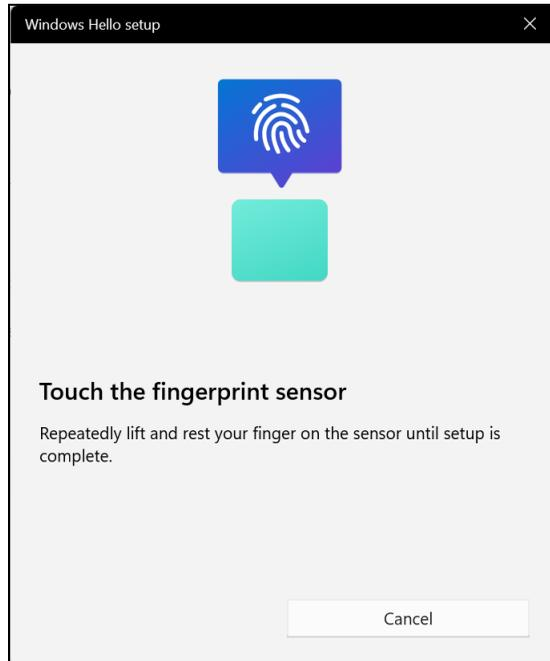 Windows Hello setup
Touch the fingerprint sensor
Repeatedly lift and rest your finger on the sensor until setup is
complete.
Cancel